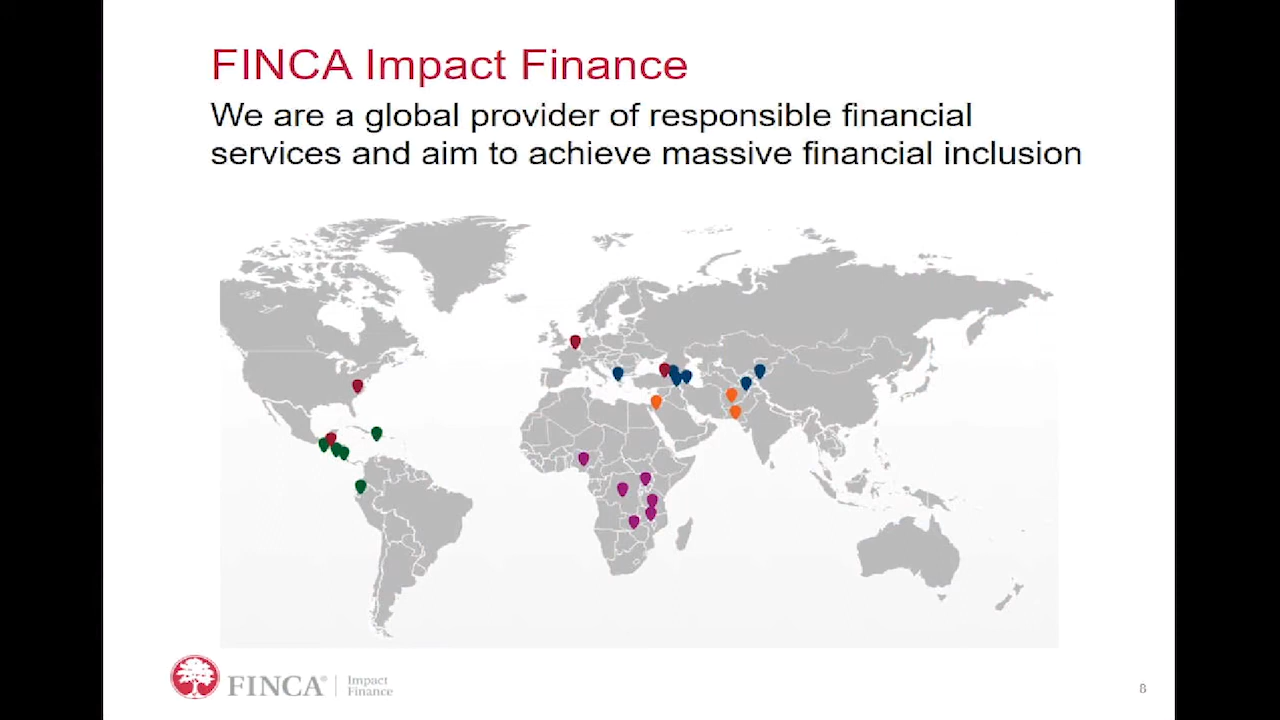 FINCA Impact Finance
We are a global provider of responsible financial
services and aim to achieve massive financial inclusion
FINCA® Impact
Finance
8